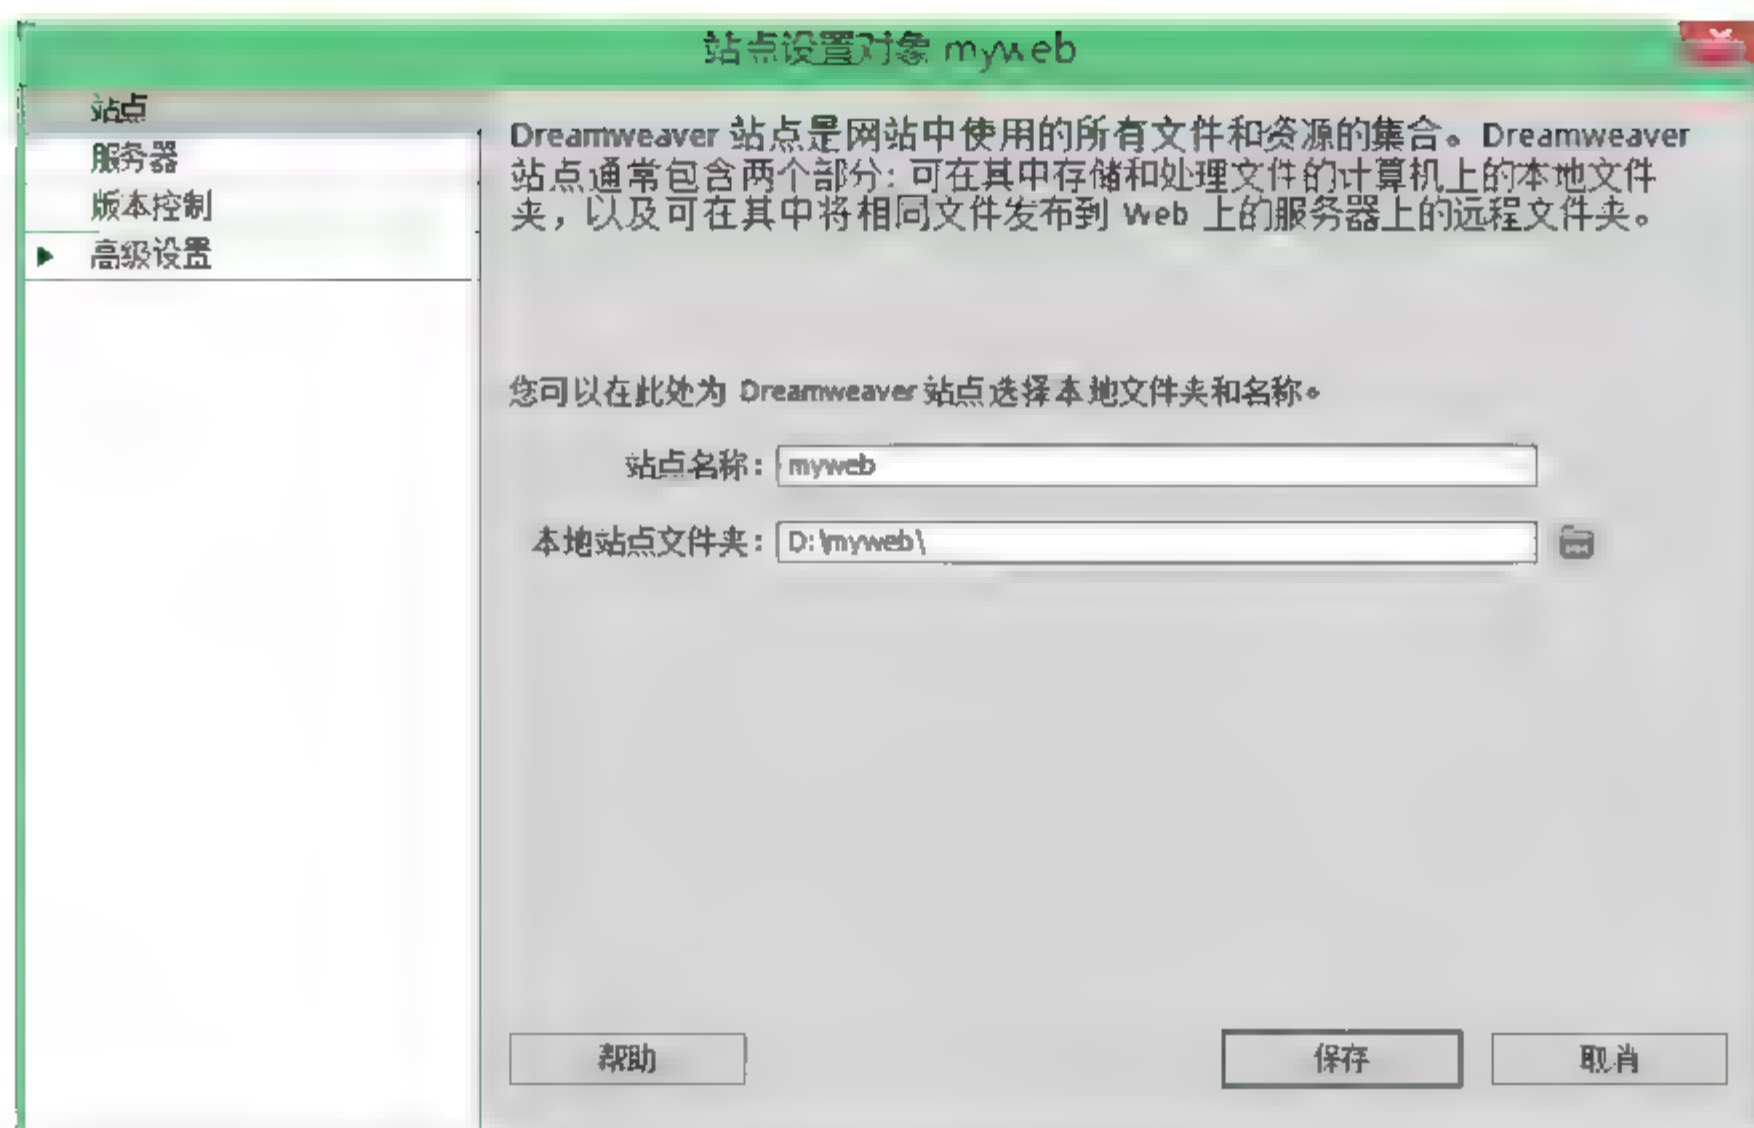 站点设置对象 myweb
站点
服务器
版本控制
高级设置
Dreamweaver 站点是网站中使用的所有文件和资源的集合。Dreamweaver
站点通常包含两个部分: 可在其中存储和处理文件的计算机上的本地文件
夹，以及可在其中将相同文件发布到 Web 上的服务器上的远程文件夹。
您可以在此处为 Dreamweaver 站点选择本地文件夹和名称。
站点名称: myweb
本地站点文件夹: D:\myweb\
帮助
保存
取消